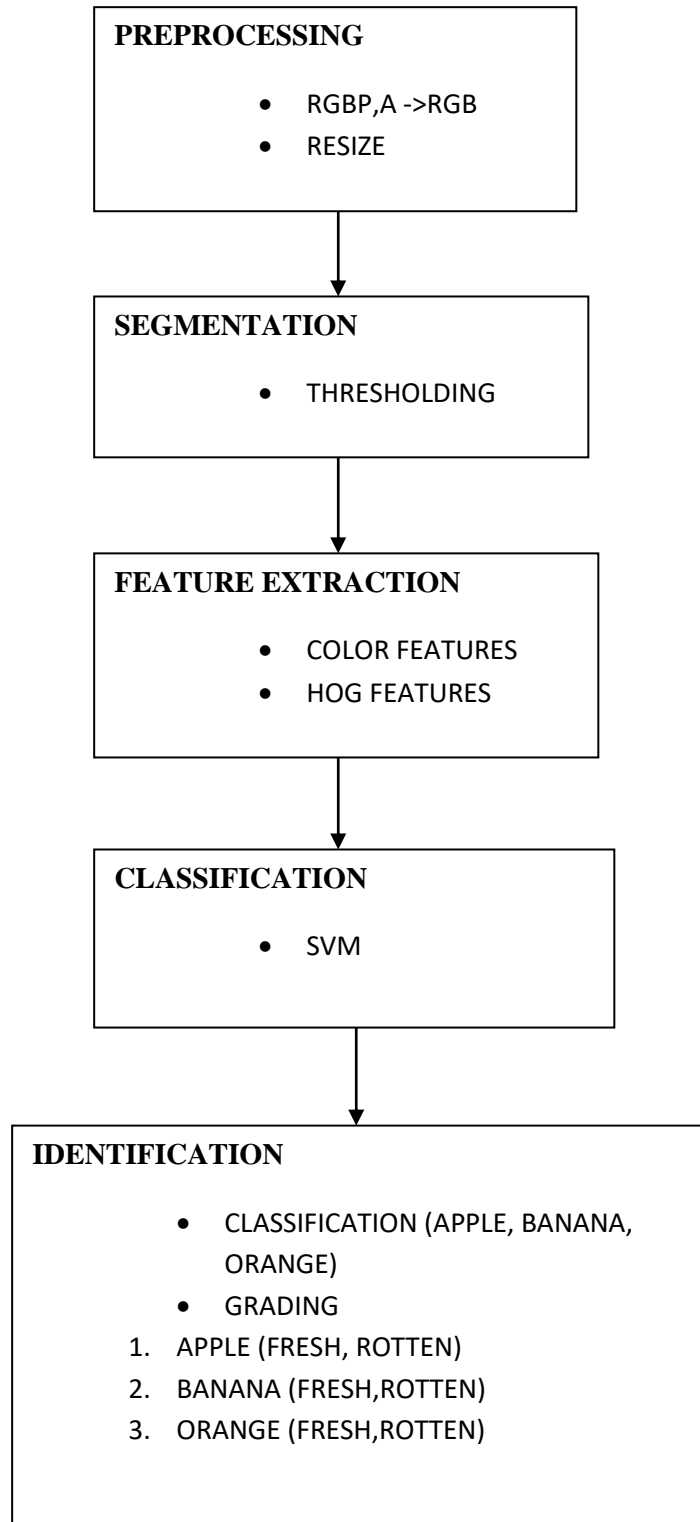 PREPROCESSING
• RGBP,A ->RGB
• RESIZE
SEGMENTATION
• THRESHOLDING
FEATURE EXTRACTION
• COLOR FEATURES
• HOG FEATURES
CLASSIFICATION
• SVM
IDENTIFICATION
• CLASSIFICATION (APPLE, BANANA,
ORANGE)
• GRADING
1. APPLE (FRESH, ROTTEN)
2. BANANA (FRESH,ROTTEN)
3. ORANGE (FRESH,ROTTEN)